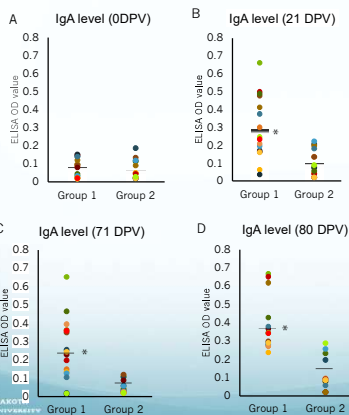 A
IgA level (0DPV)
ELISA OD value
0.8
0.7
0.6
0.5
0.4
0.3
0.2
0.1
0
Group 1
Group 2
B
IgA level (21 DPV)
ELISA OD value
0.8
0.7
0.6
0.5
0.4
0.3
0.2
0.1
0
*
Group 1
Group 2
C
IgA level (71 DPV)
ELISA OD value
0.8
0.7
0.6
0.5
0.4
0.3
0.2
0.1
0
*
Group 1
Group 2
D
IgA level (80 DPV)
ELISA OD value
0.8
0.7
0.6
0.5
0.4
0.3
0.2
0.1
0
*
Group 1
Group 2